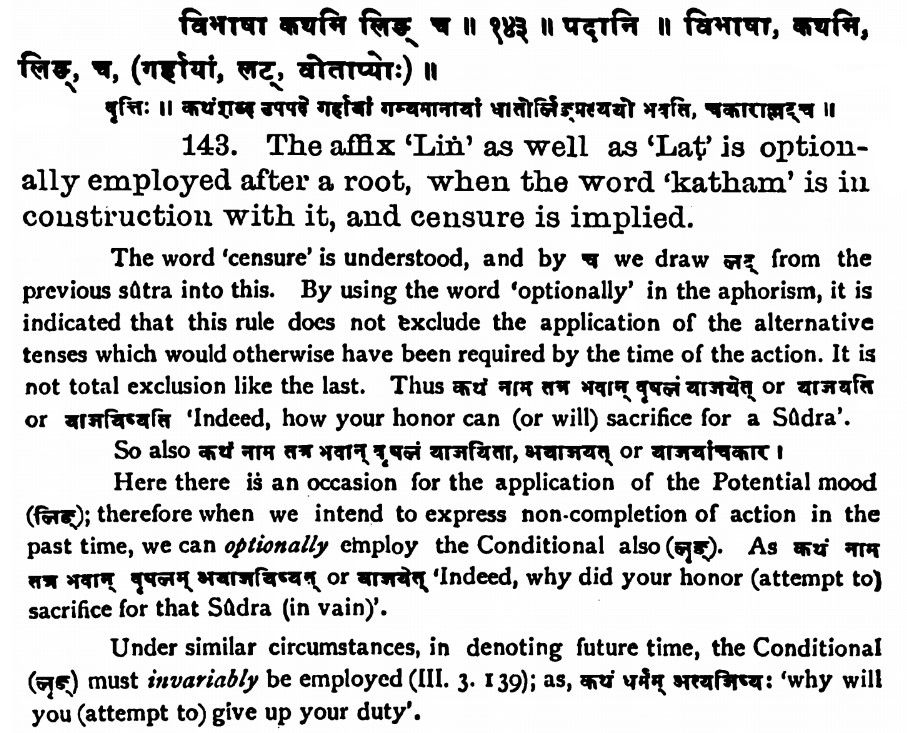 विभाषा कथमि लिङ् च ॥ १४३ ॥ पदानि ॥ विभाषा, कथमि,
लिङ्, च, (गर्हायां, लट्, वोताप्योः) ॥
वृत्तिः ॥ कथंशब्द उपपदे गर्हायां गम्यमानायां धातोर्लिङ्प्रत्ययो भवति, चकाराल्लट्च ॥
143. The affix 'Liṅ' as well as 'Laṭ' is option-
ally employed after a root, when the word 'katham' is in
construction with it, and censure is implied.
The word 'censure' is understood, and by च we draw लट् from the
previous sûtra into this. By using the word 'optionally' in the aphorism, it is
indicated that this rule does not exclude the application of the alternative
tenses which would otherwise have been required by the time of the action. It is
not total exclusion like the last. Thus कथं नाम तत्र भवान् वृषलं याजयेत् or याजयति
or याजयिष्यति 'Indeed, how your honor can (or will) sacrifice for a Sûdra'.
So also कथं नाम तत्र भवान् वृषलं याजयिता, अयाजयत् or याजयांचकार ।
Here there is an occasion for the application of the Potential mood
(लिङ्); therefore when we intend to express non-completion of action in the
past time, we can optionally employ the Conditional also (लृङ्). As कथं नाम
तत्र भवान् वृषलम् अयाजयिष्यत् or याजयेत् 'Indeed, why did your honor (attempt to)
sacrifice for that Sûdra (in vain)'.
Under similar circumstances, in denoting future time, the Conditional
(लृङ्) must invariably be employed (III. 3. 139); as, कथं धर्मम् अत्यक्ष्यः 'why will
you (attempt to) give up your duty'.